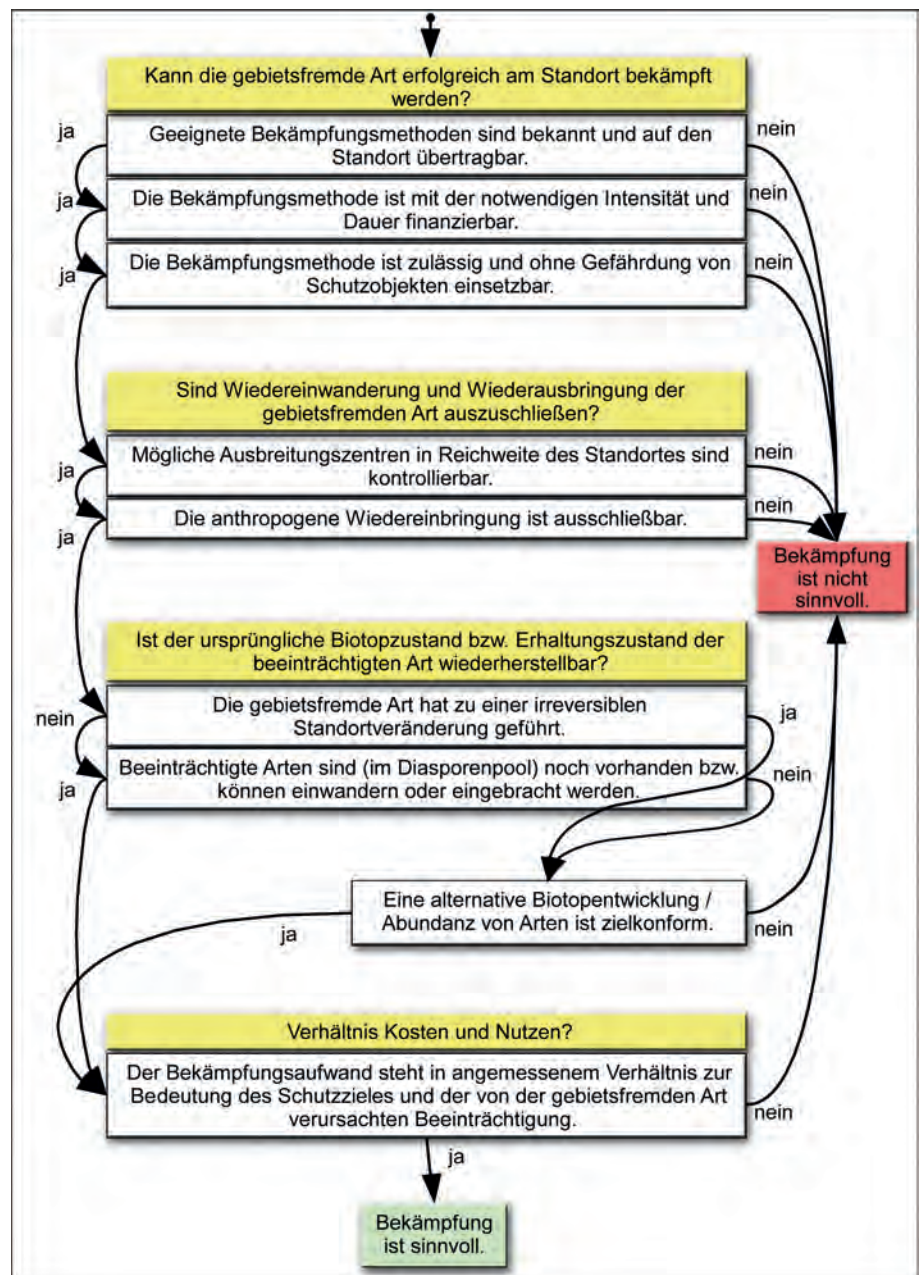 Kann die gebietsfremde Art erfolgreich am Standort bekämpft
werden?
ja
Geeignete Bekämpfungsmethoden sind bekannt und auf den
Standort übertragbar.
nein
ja
Die Bekämpfungsmethode ist mit der notwendigen Intensität und
Dauer finanzierbar.
nein
ja
Die Bekämpfungsmethode ist zulässig und ohne Gefährdung von
Schutzobjekten einsetzbar.
nein
Sind Wiedereinwanderung und Wiederausbringung der
gebietsfremden Art auszuschließen?
ja
Mögliche Ausbreitungszentren in Reichweite des Standortes sind
kontrollierbar.
nein
ja
Die anthropogene Wiedereinbringung ist ausschließbar.
nein
Bekämpfung
ist nicht
sinnvoll.
Ist der ursprüngliche Biotopzustand bzw. Erhaltungszustand der
beeinträchtigten Art wiederherstellbar?
nein
Die gebietsfremde Art hat zu einer irreversiblen
Standortveränderung geführt.
ja
ja
Beeinträchtigte Arten sind (im Diasporenpool) noch vorhanden bzw.
können einwandern oder eingebracht werden.
nein
Eine alternative Biotopentwicklung /
Abundanz von Arten ist zielkonform.
ja
nein
Verhältnis Kosten und Nutzen?
Der Bekämpfungsaufwand steht in angemessenem Verhältnis zur
Bedeutung des Schutzzieles und der von der gebietsfremden Art
verursachten Beeinträchtigung.
nein
ja
Bekämpfung
ist sinnvoll.